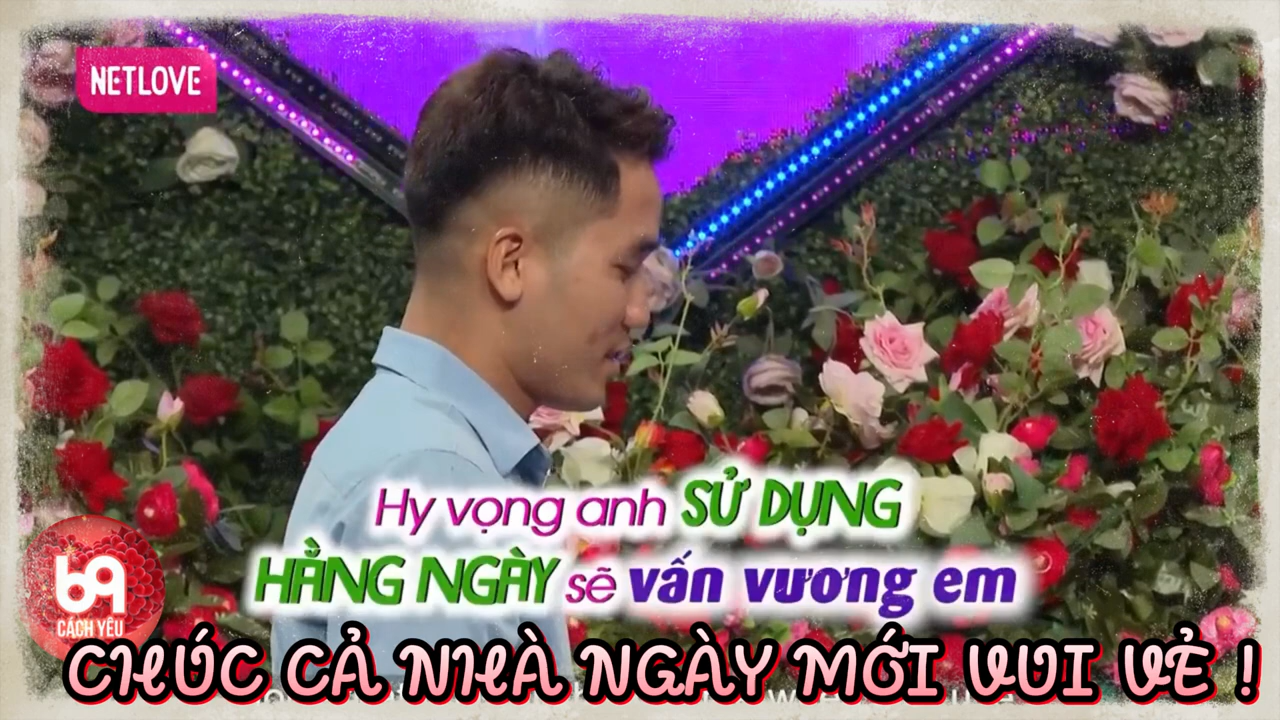 NETLOVE
Hy vọng anh SỬ DỤNG
HẰNG NGÀY sẽ vấn vương em
69
CÁCH YÊU
CHÚC CẢ NHÀ NGÀY MỚI VUI VẺ !